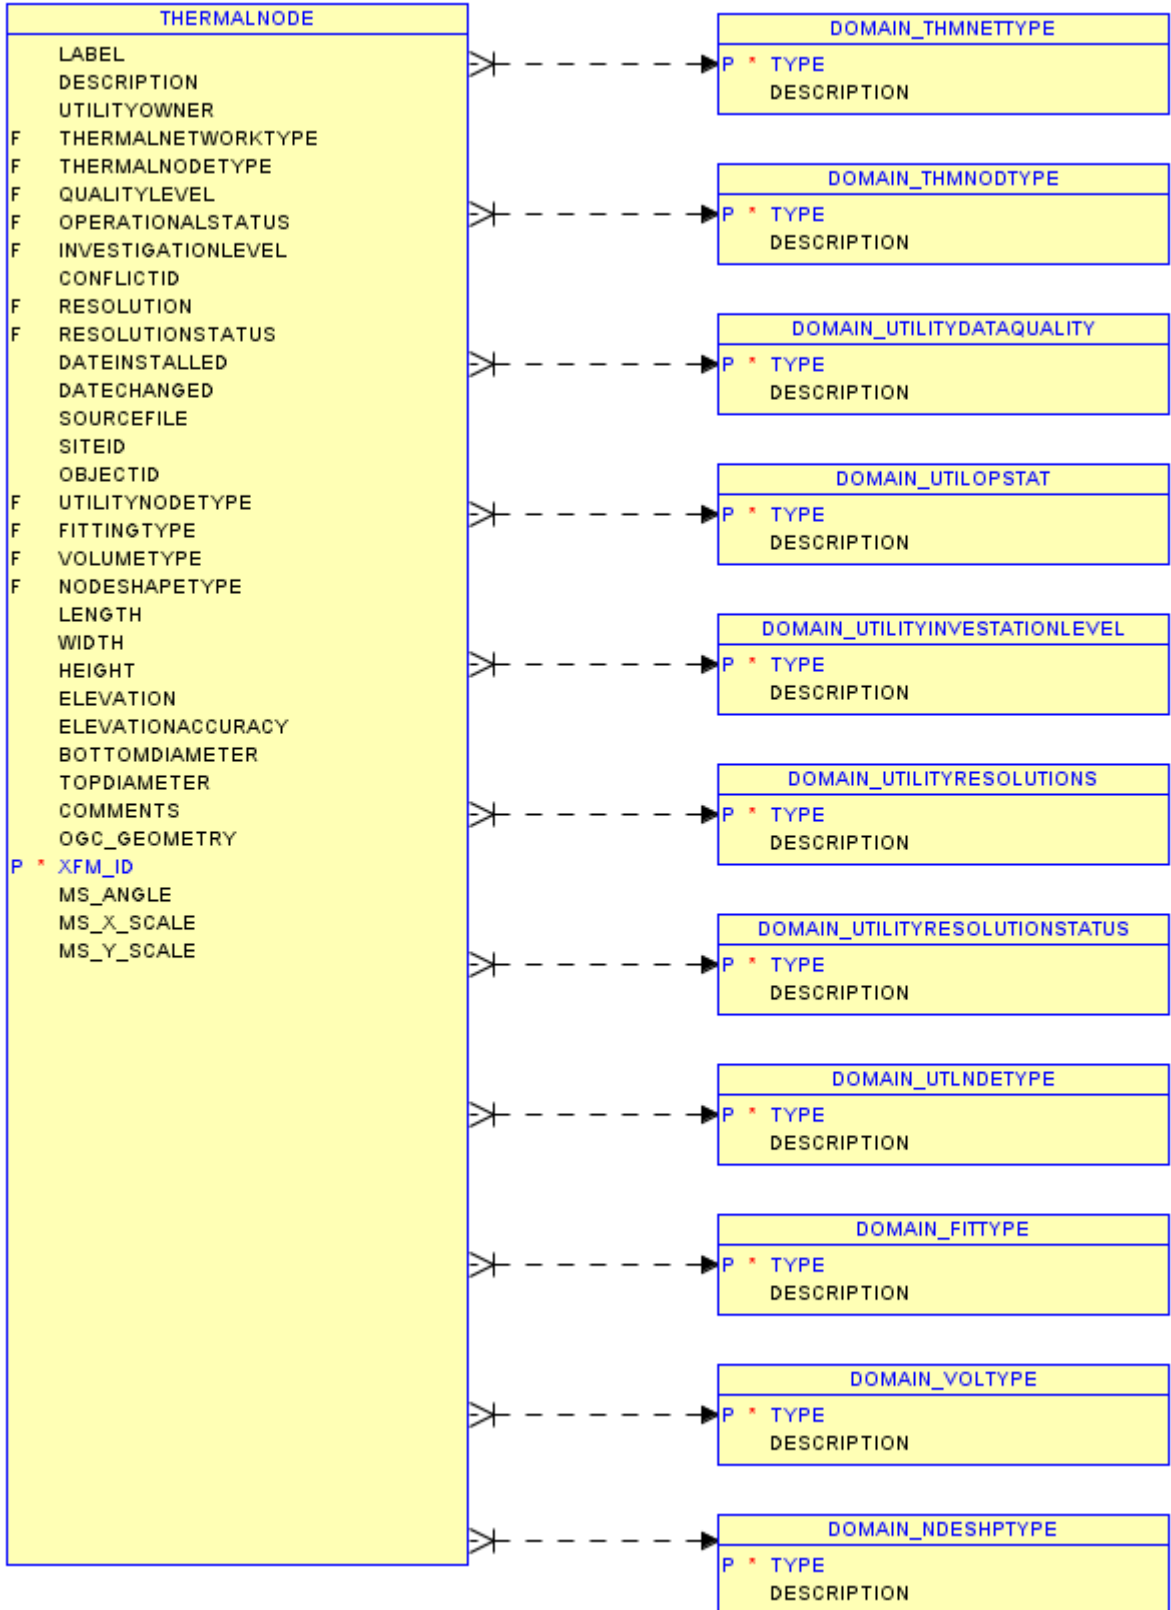 THERMALNODE
LABEL
DESCRIPTION
UTILITYOWNER
F THERMALNETWORKTYPE
F THERMALNODETYPE
F QUALITYLEVEL
F OPERATIONALSTATUS
F INVESTIGATIONLEVEL
CONFLICTID
F RESOLUTION
F RESOLUTIONSTATUS
DATEINSTALLED
DATECHANGED
SOURCEFILE
SITEID
OBJECTID
F UTILITYNODETYPE
F FITTINGTYPE
F VOLUMETYPE
F NODESHAPETYPE
LENGTH
WIDTH
HEIGHT
ELEVATION
ELEVATIONACCURACY
BOTTOMDIAMETER
TOPDIAMETER
COMMENTS
OGC_GEOMETRY
P * XFM_ID
MS_ANGLE
MS_X_SCALE
MS_Y_SCALE
DOMAIN_THMNETTYPE
P * TYPE
DESCRIPTION
DOMAIN_THMNODTYPE
P * TYPE
DESCRIPTION
DOMAIN_UTILITYDATAQUALITY
P * TYPE
DESCRIPTION
DOMAIN_UTILOPSTAT
P * TYPE
DESCRIPTION
DOMAIN_UTILITYINVESTATIONLEVEL
P * TYPE
DESCRIPTION
DOMAIN_UTILITYRESOLUTIONS
P * TYPE
DESCRIPTION
DOMAIN_UTILITYRESOLUTIONSTATUS
P * TYPE
DESCRIPTION
DOMAIN_UTLNDETYPE
P * TYPE
DESCRIPTION
DOMAIN_FITTYPE
P * TYPE
DESCRIPTION
DOMAIN_VOLTYPE
P * TYPE
DESCRIPTION
DOMAIN_NDESHPTYPE
P * TYPE
DESCRIPTION